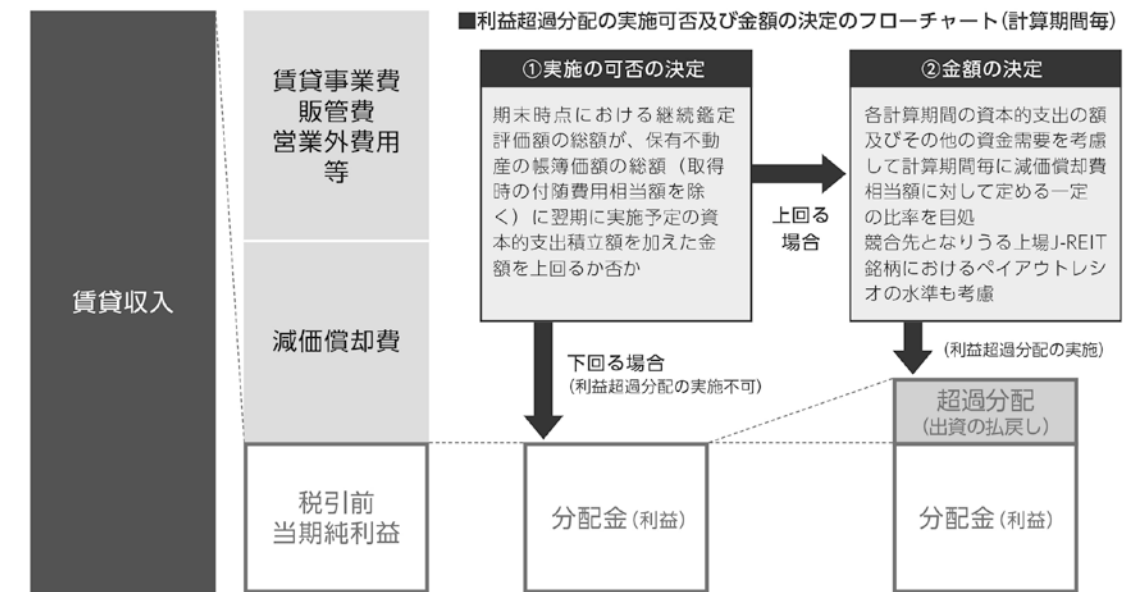 ■利益超過分配の実施可否及び金額の決定のフローチャート(計算期間毎)
賃貸収入
賃貸事業費
販管費
営業外費用
等
減価償却費
税引前
当期純利益
①実施の可否の決定
期末時点における継続鑑定
評価額の総額が、保有不動
産の帳簿価額の総額（取得
時の付随費用相当額を除
く）に翌期に実施予定の資
本的支出積立額を加えた金
額を上回るか否か
上回る
場合
②金額の決定
各計算期間の資本的支出の額
及びその他の資金需要を考慮
して計算期間毎に減価償却費
相当額に対して定める一定
の比率を目処
競合先となりうる上場J-REIT
銘柄におけるペイアウトレシ
オの水準も考慮
下回る場合
(利益超過分配の実施不可)
(利益超過分配の実施)
分配金(利益)
超過分配
(出資の払戻し)
分配金(利益)